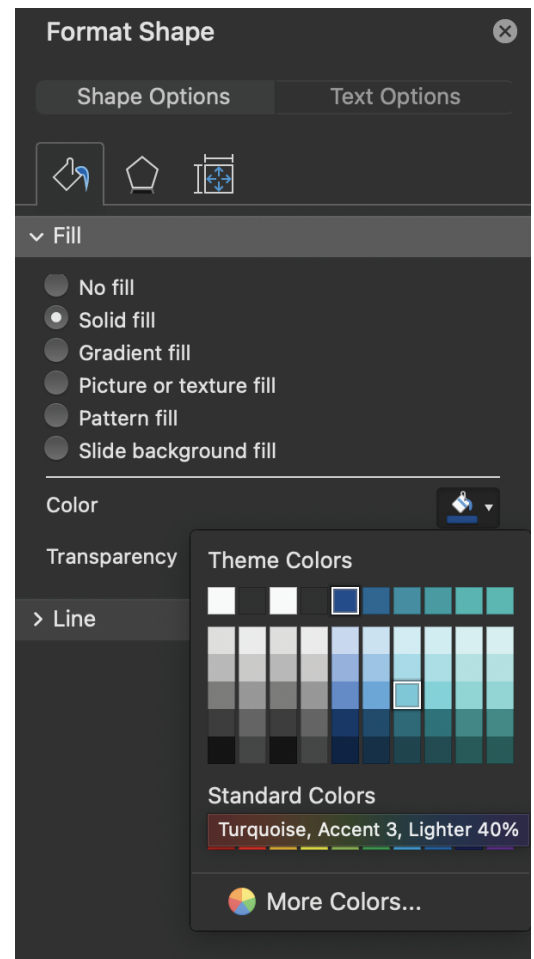 Format Shape
Shape Options Text Options
Fill
No fill
Solid fill
Gradient fill
Picture or texture fill
Pattern fill
Slide background fill
Color
Transparency
Theme Colors
Line
Standard Colors
Turquoise, Accent 3, Lighter 40%
More Colors...